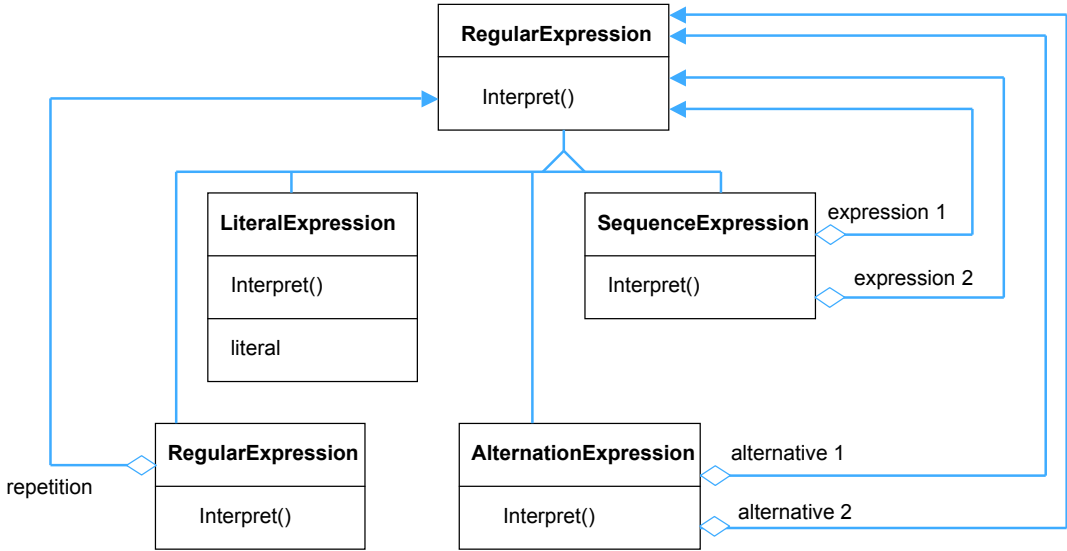 RegularExpression
Interpret()
LiteralExpression
Interpret()
literal
SequenceExpression
Interpret()
expression 1
expression 2
RegularExpression
Interpret()
repetition
AlternationExpression
Interpret()
alternative 1
alternative 2